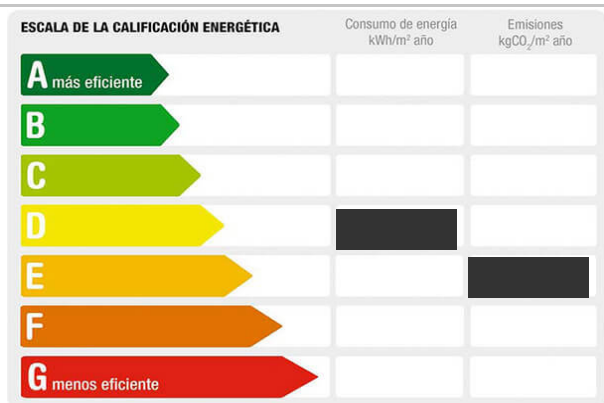 ESCALA DE LA CALIFICACIÓN ENERGÉTICA
Consumo de energía
kWh/m² año
Emisiones
kgCO₂/m² año
A más eficiente
B
C
D
E
F
G menos eficiente